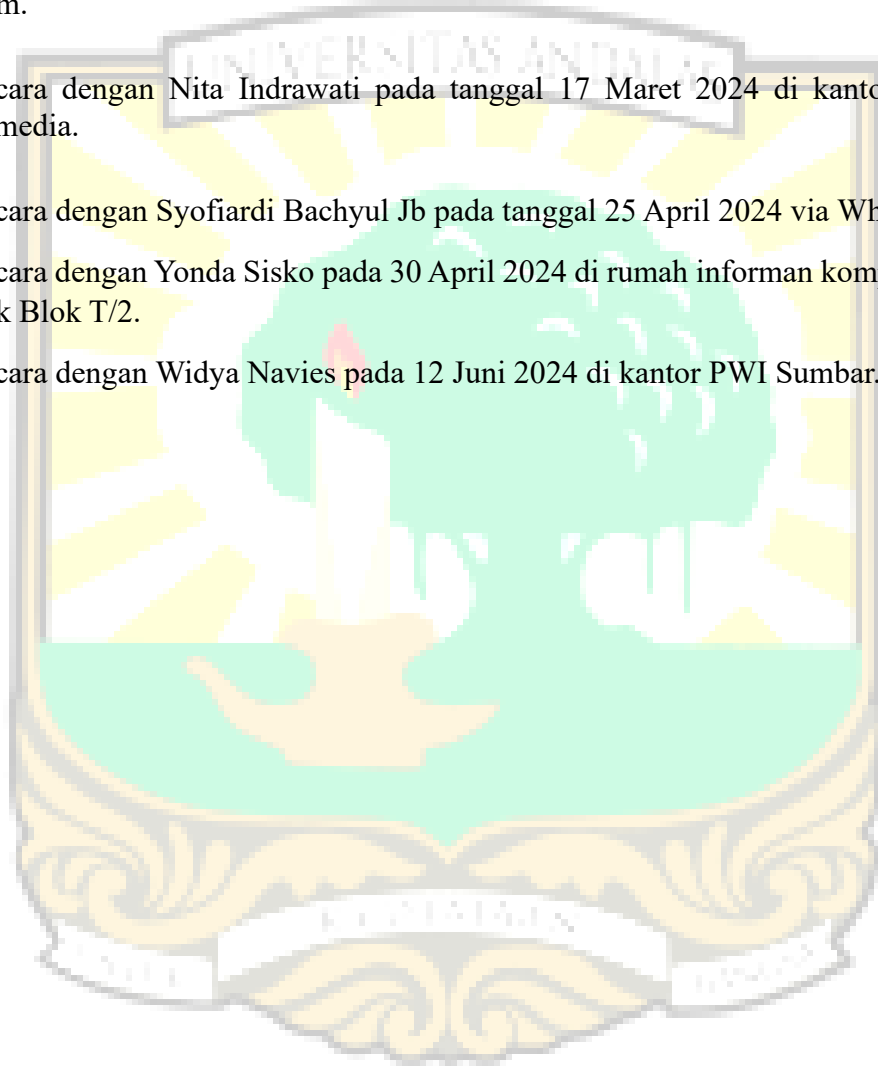 m.
UNIVERSITAS ANDALAS
cara dengan Nita Indrawati pada tanggal 17 Maret 2024 di kanto
media.
cara dengan Syofiardi Bachyul Jb pada tanggal 25 April 2024 via Wh
cara dengan Yonda Sisko pada 30 April 2024 di rumah informan kom
k Blok T/2.
cara dengan Widya Navies pada 12 Juni 2024 di kantor PWI Sumbar.